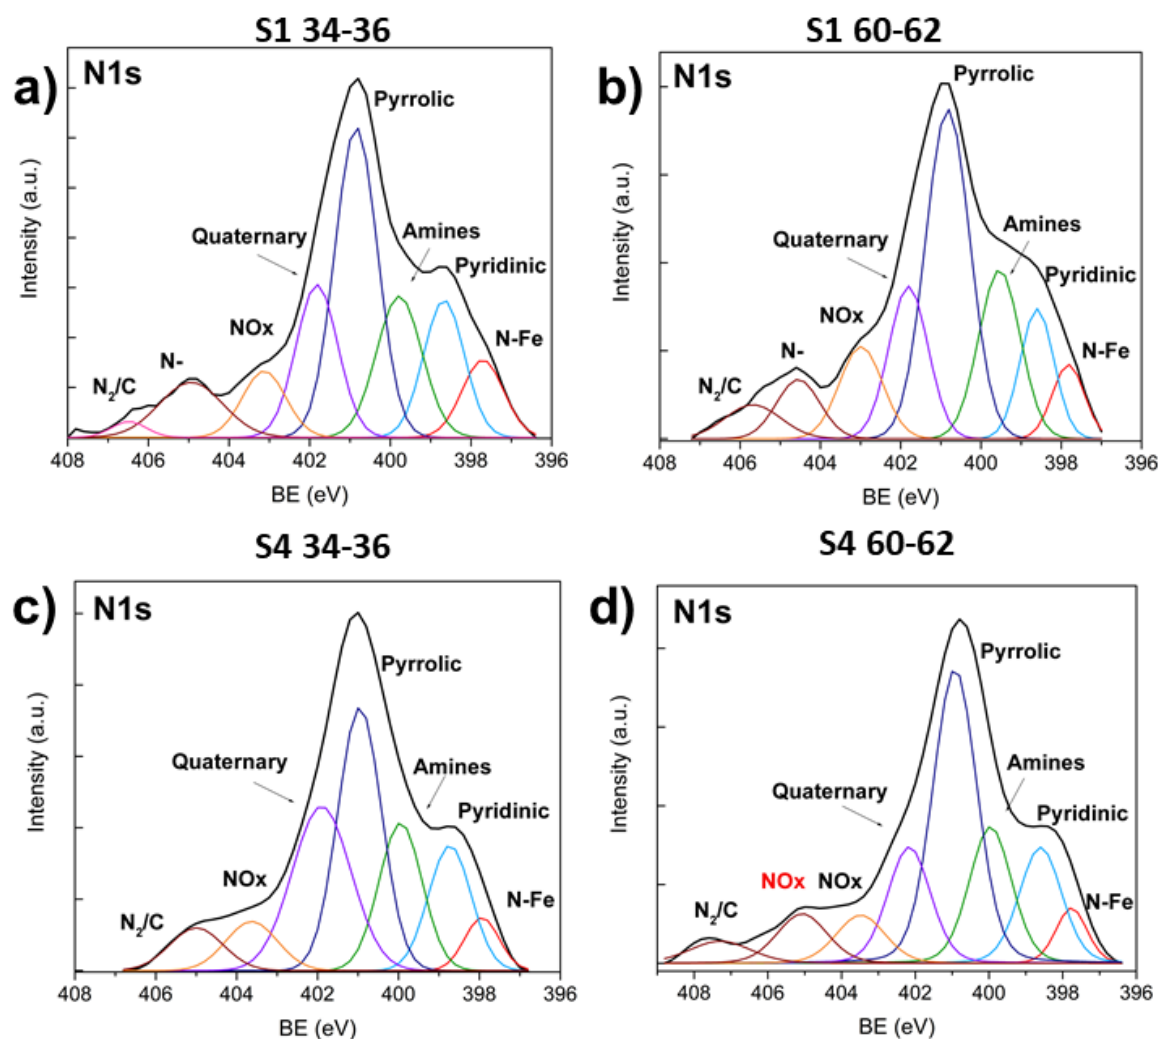 S1 34-36
S1 60-62
a)
N1s
Pyrrolic
Quaternary
Amines
Pyridinic
NOx
N-Fe
N-
N₂/C
Intensity (a.u.)
408 406 404 402 400 398 396
BE (eV)
b)
N1s
Pyrrolic
Quaternary
Amines
Pyridinic
NOx
N-
N-Fe
N₂/C
Intensity (a.u.)
408 406 404 402 400 398 396
BE (eV)
S4 34-36
S4 60-62
c)
N1s
Pyrrolic
Quaternary
Amines
Pyridinic
NOx
N-Fe
N₂/C
Intensity (a.u.)
408 406 404 402 400 398 396
BE (eV)
d)
N1s
Pyrrolic
Amines
Quaternary
Pyridinic
NOx NOx
N-Fe
N₂/C
Intensity (a.u.)
408 406 404 402 400 398 396
BE (eV)